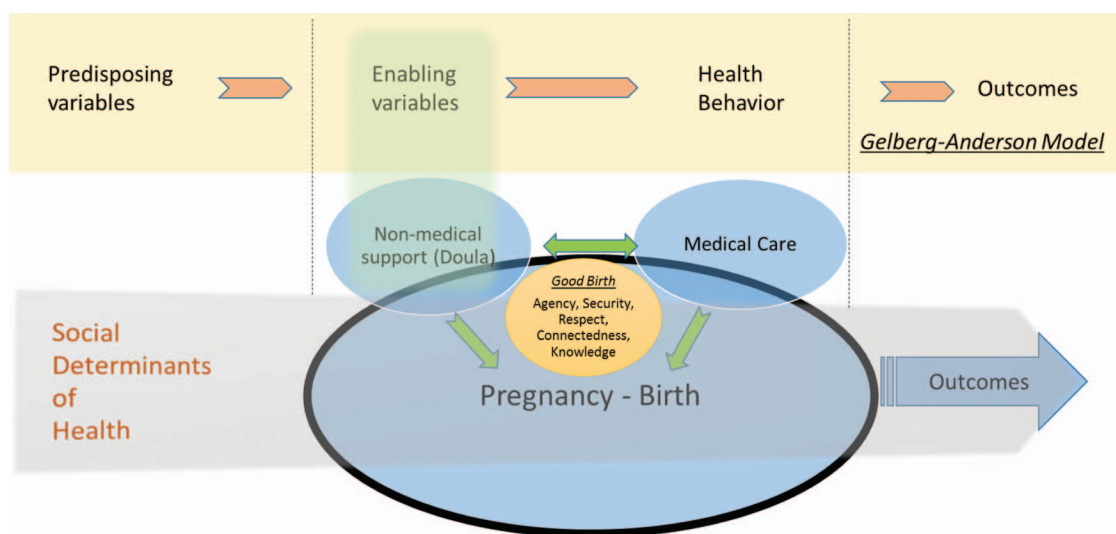 Predisposing
variables
Enabling
variables
Health
Behavior
Outcomes
Gelberg-Anderson Model
Non-medical
support (Doula)
Medical Care
Good Birth
Agency, Security,
Respect,
Connectedness,
Knowledge
Social
Determinants
of
Health
Pregnancy - Birth
Outcomes